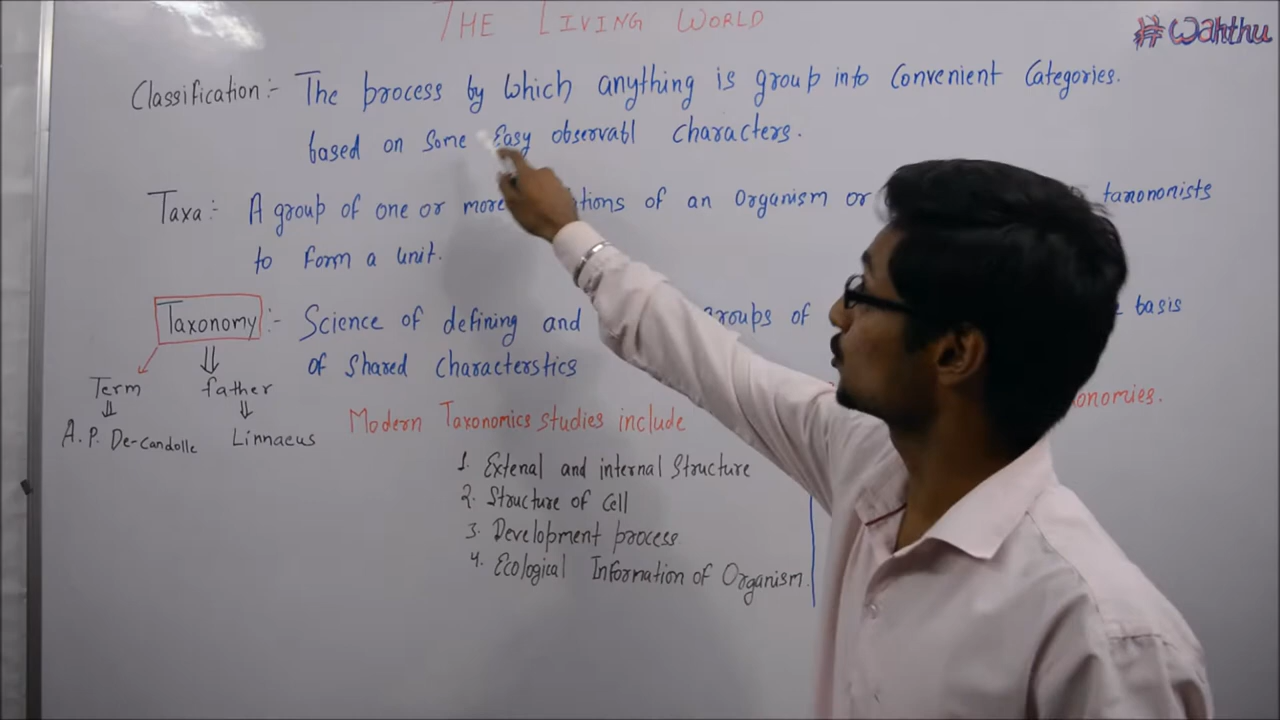 THE LIVING WORLD
#Wahthu
Classification :- The process by which anything is group into Convenient Categories.
based on Some Easy observabl characters.
Taxa :- A group of one or more of an Organism or taxonomists
to form a unit.
Taxonomy :- Science of defining and groups of basis
of Shared Characterstics
Term father
A.P. De-candolle Linnaeus
Modern Taxonomics studies include
1. Extenal and internal Structure
2. Structure of Cell
3. Development process
4. Ecological Information of Organism.